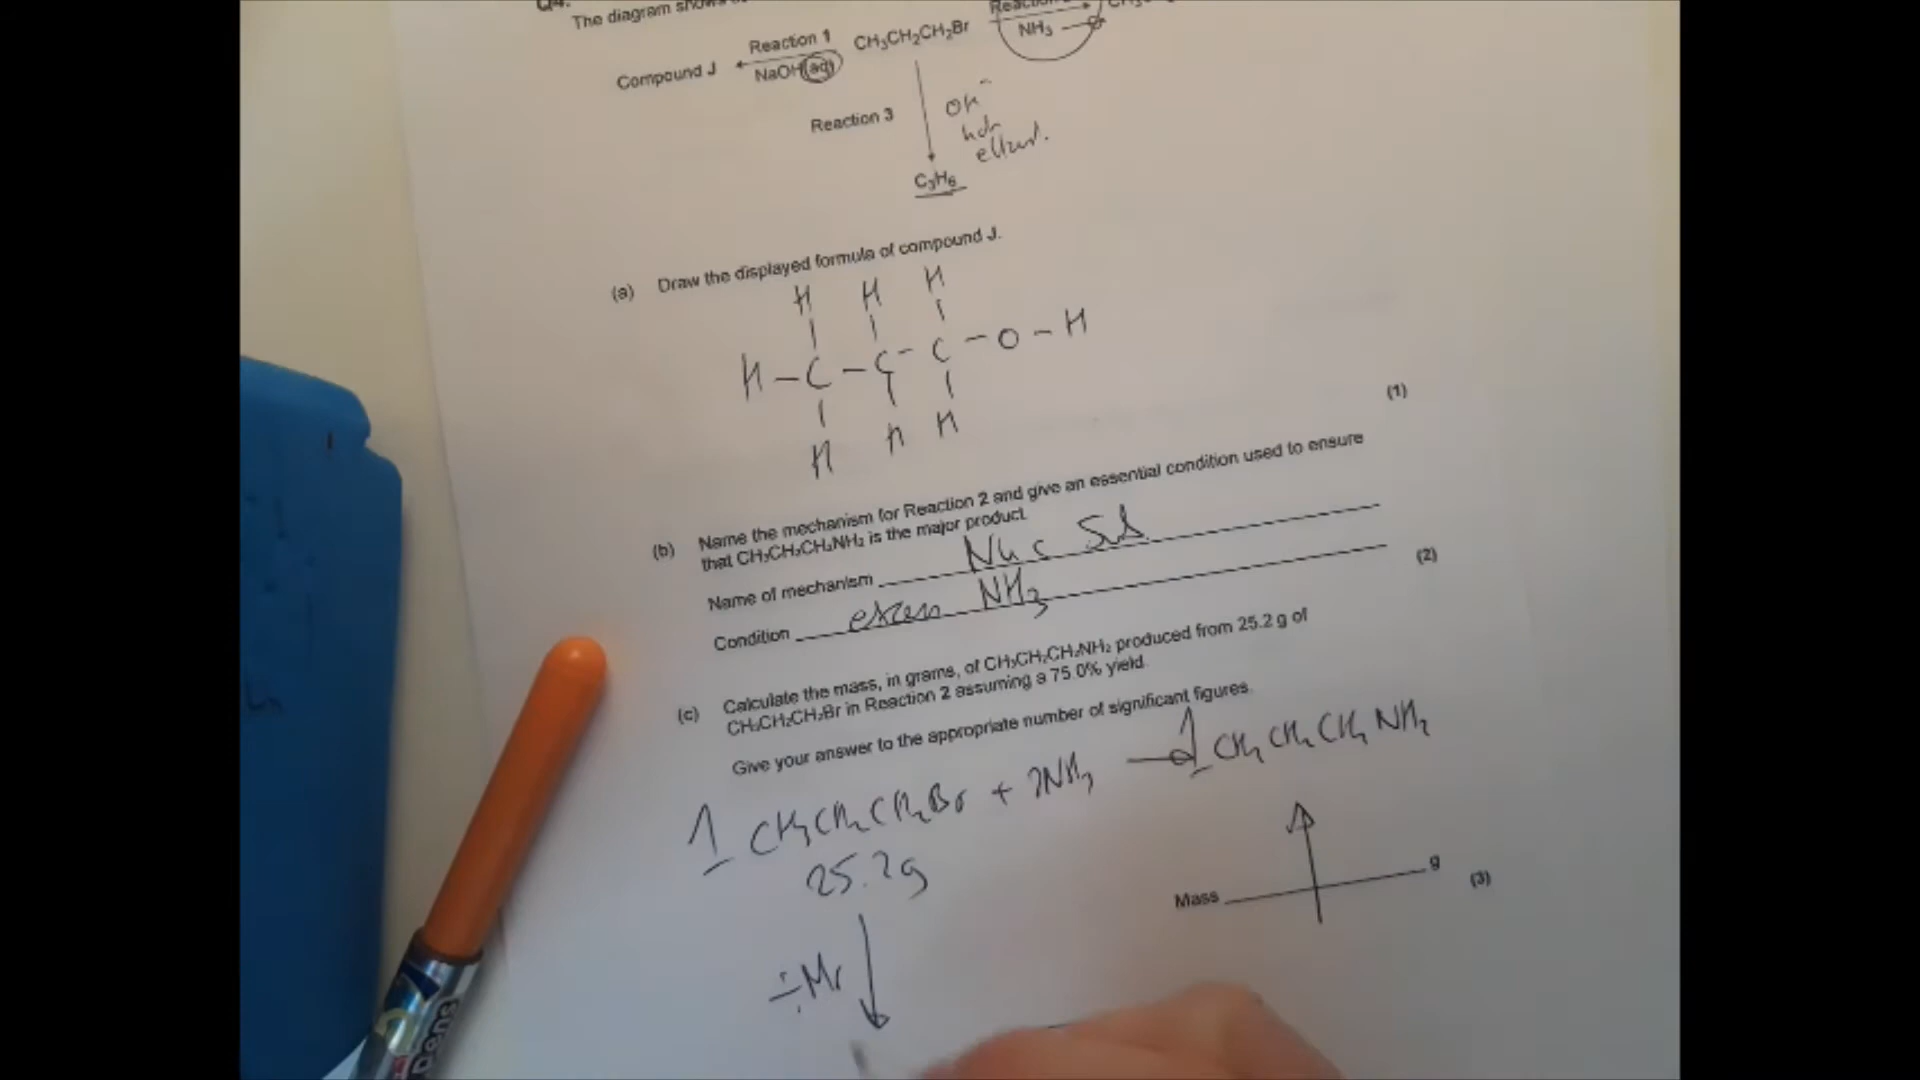 Q4.
The diagram shows
Reaction 1
CH₃CH₂CH₂Br
Reaction
NH₃
Compound J
NaOH(aq)
Reaction 3
OH⁻
C₃H₆
(a) Draw the displayed formula of compound J.
H H H
H – C – C – C – O – H
H H H
(1)
(b) Name the mechanism for Reaction 2 and give an essential condition used to ensure
that CH₃CH₂CH₂NH₂ is the major product.
Name of mechanism Nuc Sub
Condition excess NH₃
(2)
(c) Calculate the mass, in grams, of CH₃CH₂CH₂NH₂ produced from 25.2 g of
CH₃CH₂CH₂Br in Reaction 2 assuming a 75.0% yield.
Give your answer to the appropriate number of significant figures.
1 CH₃CH₂CH₂Br + 2NH₃ → 1 CH₃CH₂CH₂NH₂
25.2g
Mass g
(3)
÷Mr